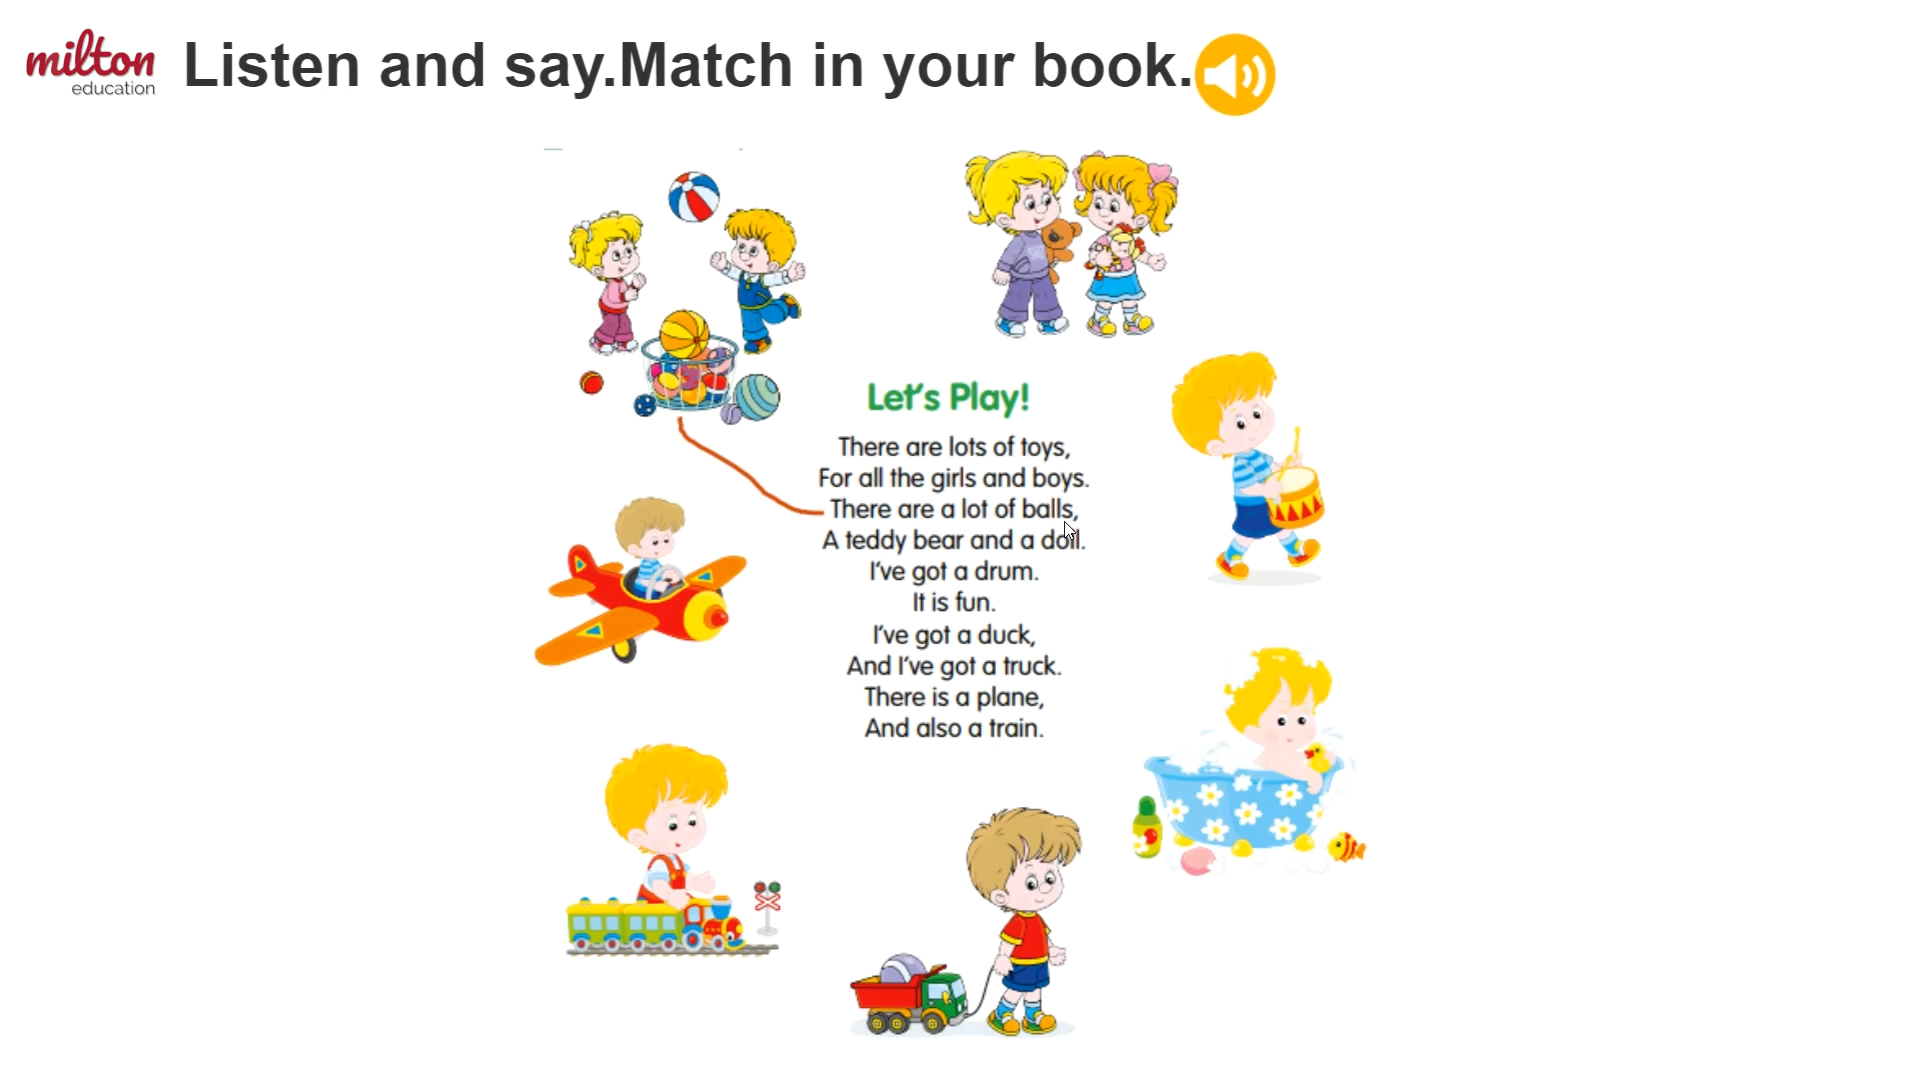 milton
education
Listen and say.Match in your book.
Let's Play!
There are lots of toys,
For all the girls and boys.
There are a lot of balls,
A teddy bear and a doll.
I've got a drum.
It is fun.
I've got a duck,
And I've got a truck.
There is a plane,
And also a train.